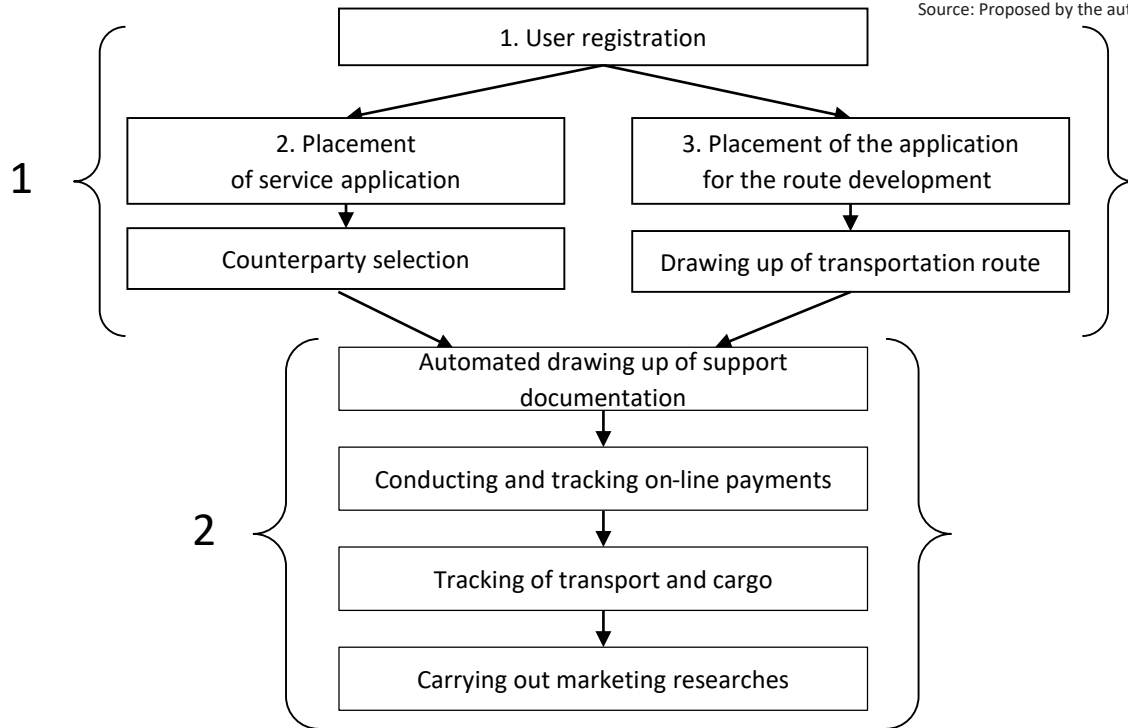 Source: Proposed by the aut
1. User registration
2. Placement
of service application
3. Placement of the application
for the route development
1
Counterparty selection
Drawing up of transportation route
Automated drawing up of support
documentation
Conducting and tracking on-line payments
2
Tracking of transport and cargo
Carrying out marketing researches